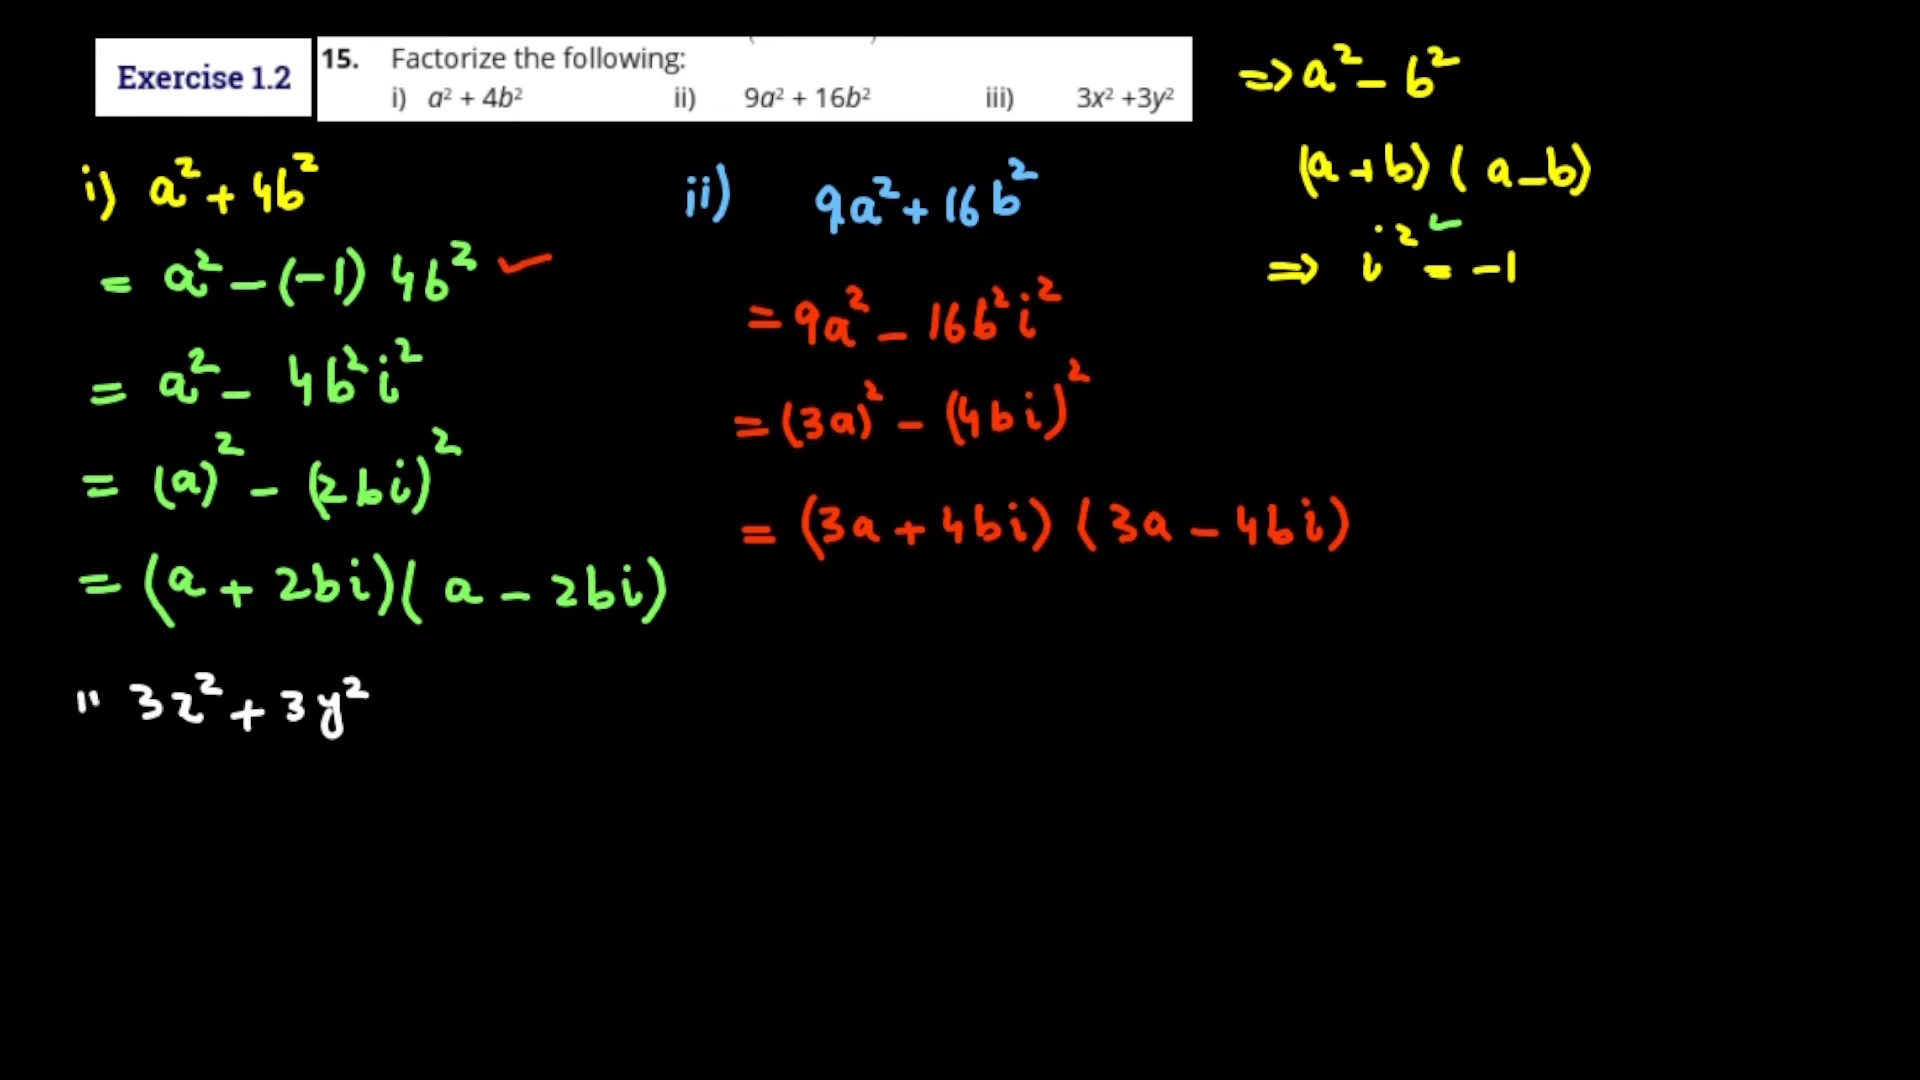 Exercise 1.2
15. Factorize the following:
i) a² + 4b² ii) 9a² + 16b² iii) 3x² +3y²
=> a² - b²
(a + b) (a - b)
=> i² = -1
i) a² + 4b²
= a² - (-1) 4b²
= a² - 4b²i²
= (a)² - (2bi)²
= (a + 2bi)(a - 2bi)
ii) 9a² + 16b²
= 9a² - 16b²i²
= (3a)² - (4bi)²
= (3a + 4bi) (3a - 4bi)
" 3x² + 3y²